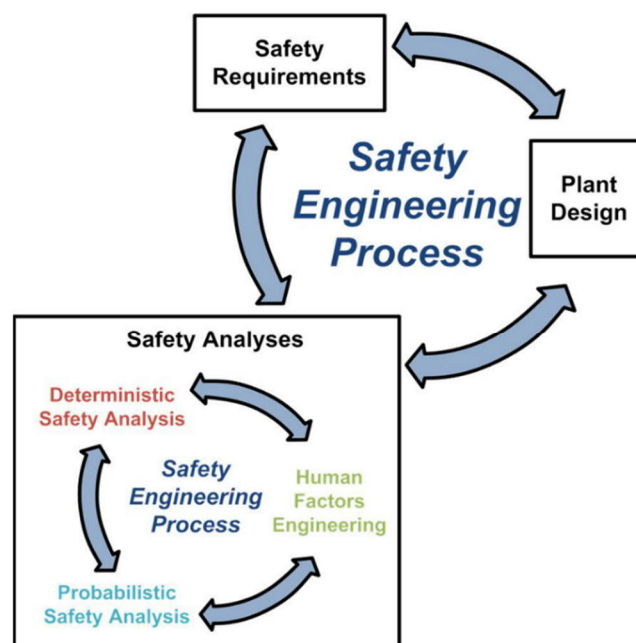 Safety
Requirements
Safety
Engineering
Process
Plant
Design
Safety Analyses
Deterministic
Safety Analysis
Safety
Engineering
Process
Human
Factors
Engineering
Probabilistic
Safety Analysis